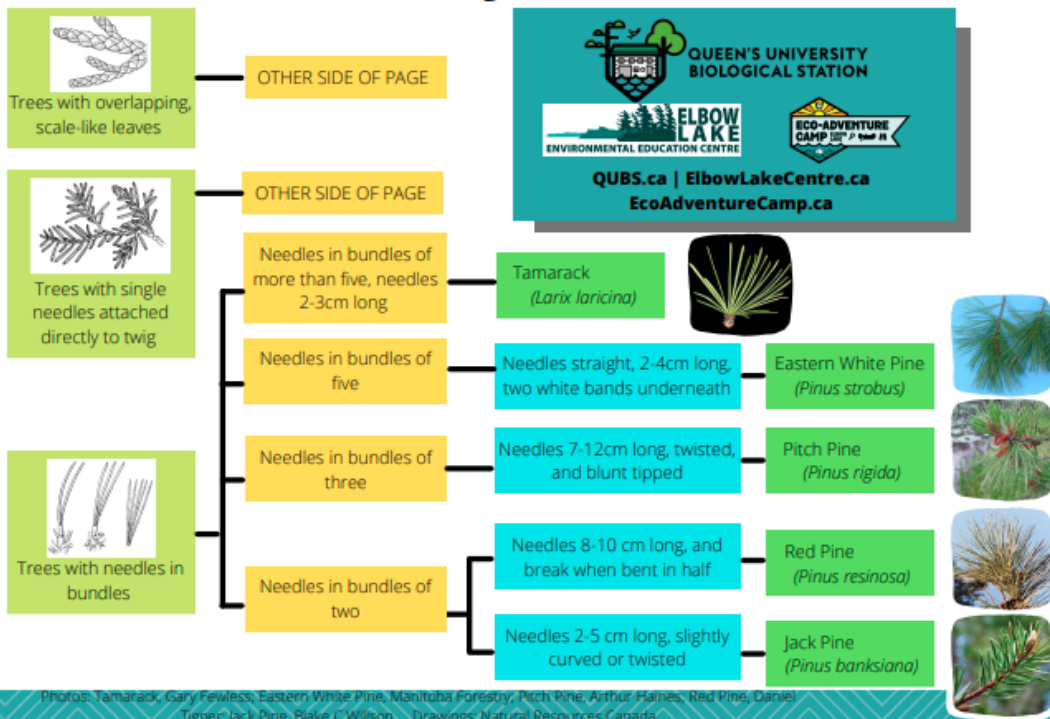 Trees with overlapping,
scale-like leaves
OTHER SIDE OF PAGE
QUEEN'S UNIVERSITY
BIOLOGICAL STATION
ELBOW
LAKE
ENVIRONMENTAL EDUCATION CENTRE
ECO-ADVENTURE
CAMP
QUBS.ca | ElbowLakeCentre.ca
EcoAdventureCamp.ca
Trees with single
needles attached
directly to twig
OTHER SIDE OF PAGE
Trees with needles in
bundles
Needles in bundles of
more than five, needles
2-3cm long
Tamarack
(Larix laricina)
Needles in bundles of
five
Needles straight, 2-4cm long,
two white bands underneath
Eastern White Pine
(Pinus strobus)
Needles in bundles of
three
Needles 7-12cm long, twisted,
and blunt tipped
Pitch Pine
(Pinus rigida)
Needles in bundles of
two
Needles 8-10 cm long, and
break when bent in half
Red Pine
(Pinus resinosa)
Needles 2-5 cm long, slightly
curved or twisted
Jack Pine
(Pinus banksiana)
Photos: Tamarack, Gary Fewless; Eastern White Pine, Manitoba Forestry; Pitch Pine, Arthur Haines; Red Pine, Daniel
Tigner; Jack Pine, Blake C Willson Drawings: Natural Resources Canada